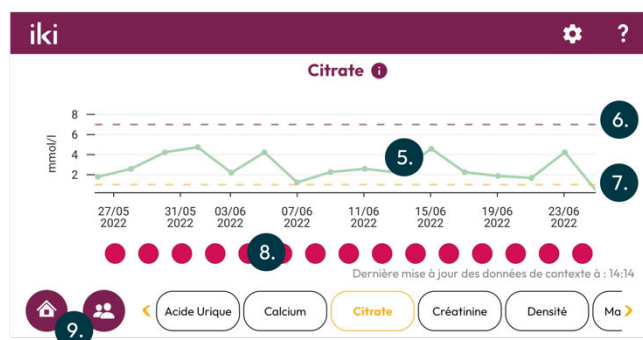 iki ?
Citrate i
8
6.
6
mmol/l
5.
4
2
7.
27/05 31/05 03/06 07/06 11/06 15/06 19/06 23/06
2022 2022 2022 2022 2022 2022 2022 2022
8.
Dernière mise à jour des données de contexte à : 14:14
< Acide Urique Calcium Citrate Créatinine Densité Ma >
9.